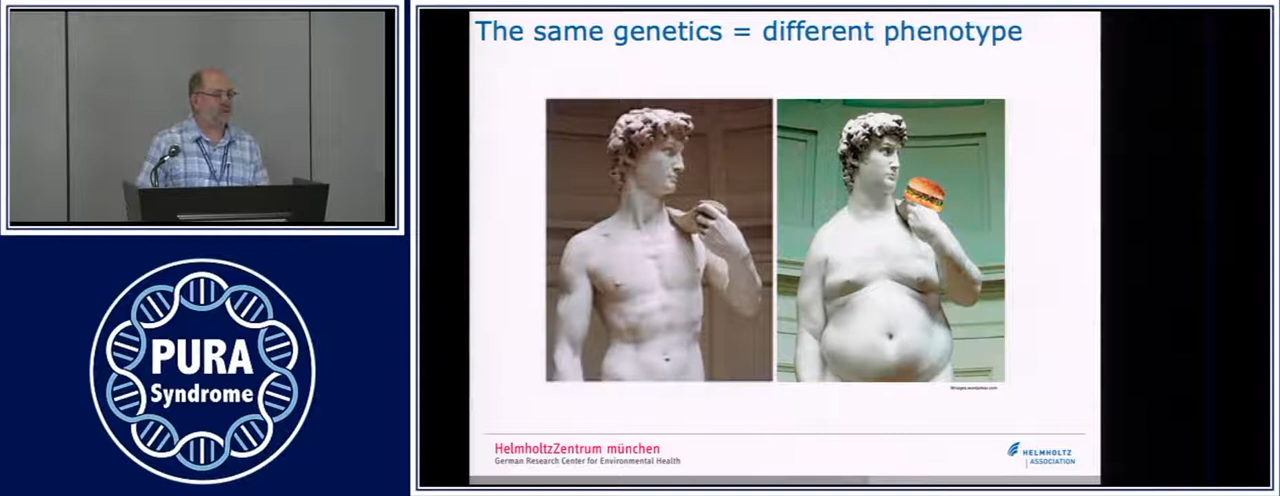 The same genetics = different phenotype
PURA
Syndrome
HelmholtzZentrum münchen
German Research Center for Environmental Health
HELMHOLTZ
ASSOCIATION